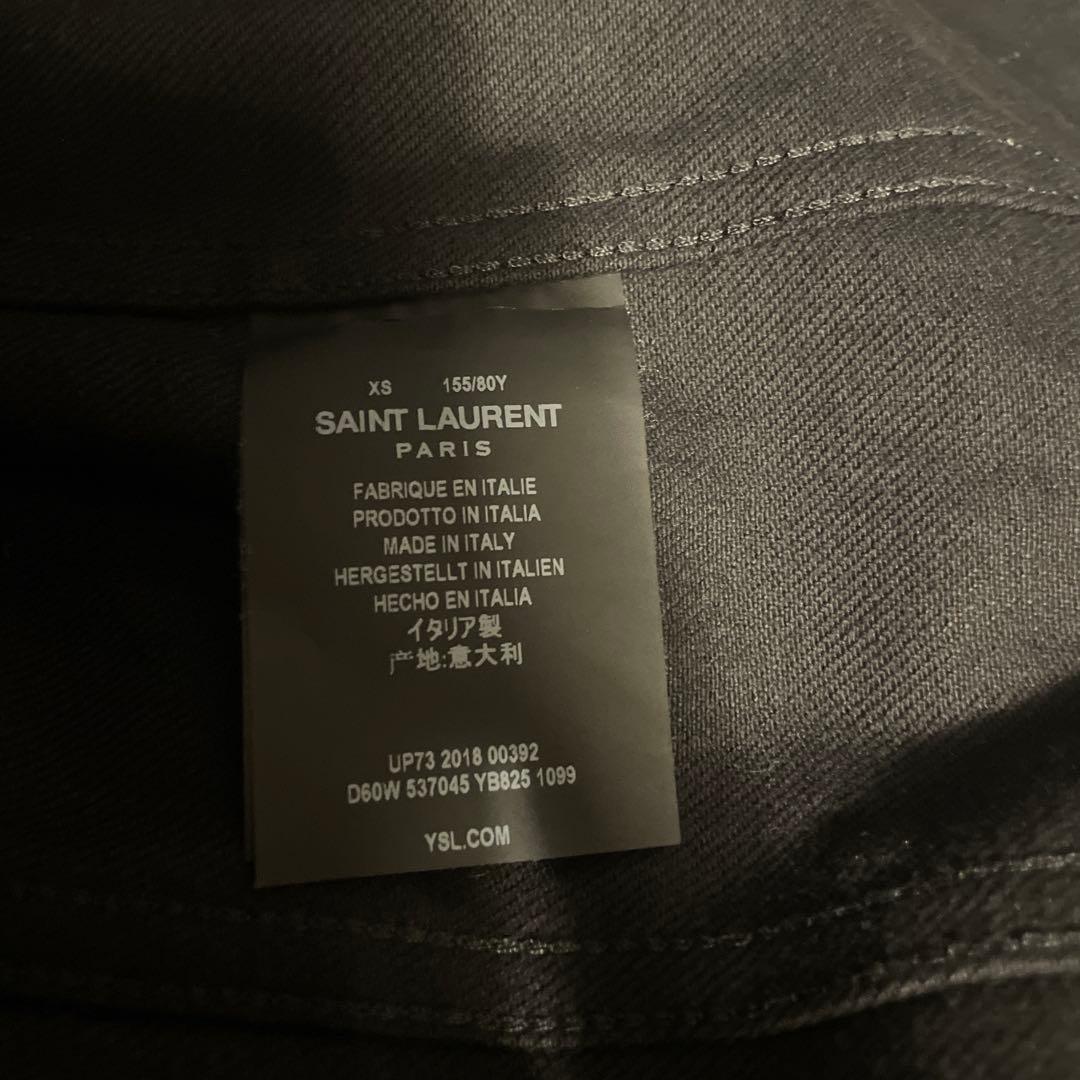 XS 155/80Y
SAINT LAURENT
PARIS
FABRIQUE EN ITALIE
PRODOTTO IN ITALIA
MADE IN ITALY
HERGESTELLT IN ITALIEN
HECHO EN ITALIA
イタリア製
产地:意大利
UP73 2018 00392
D60W 537045 YB825 1099
YSL.COM